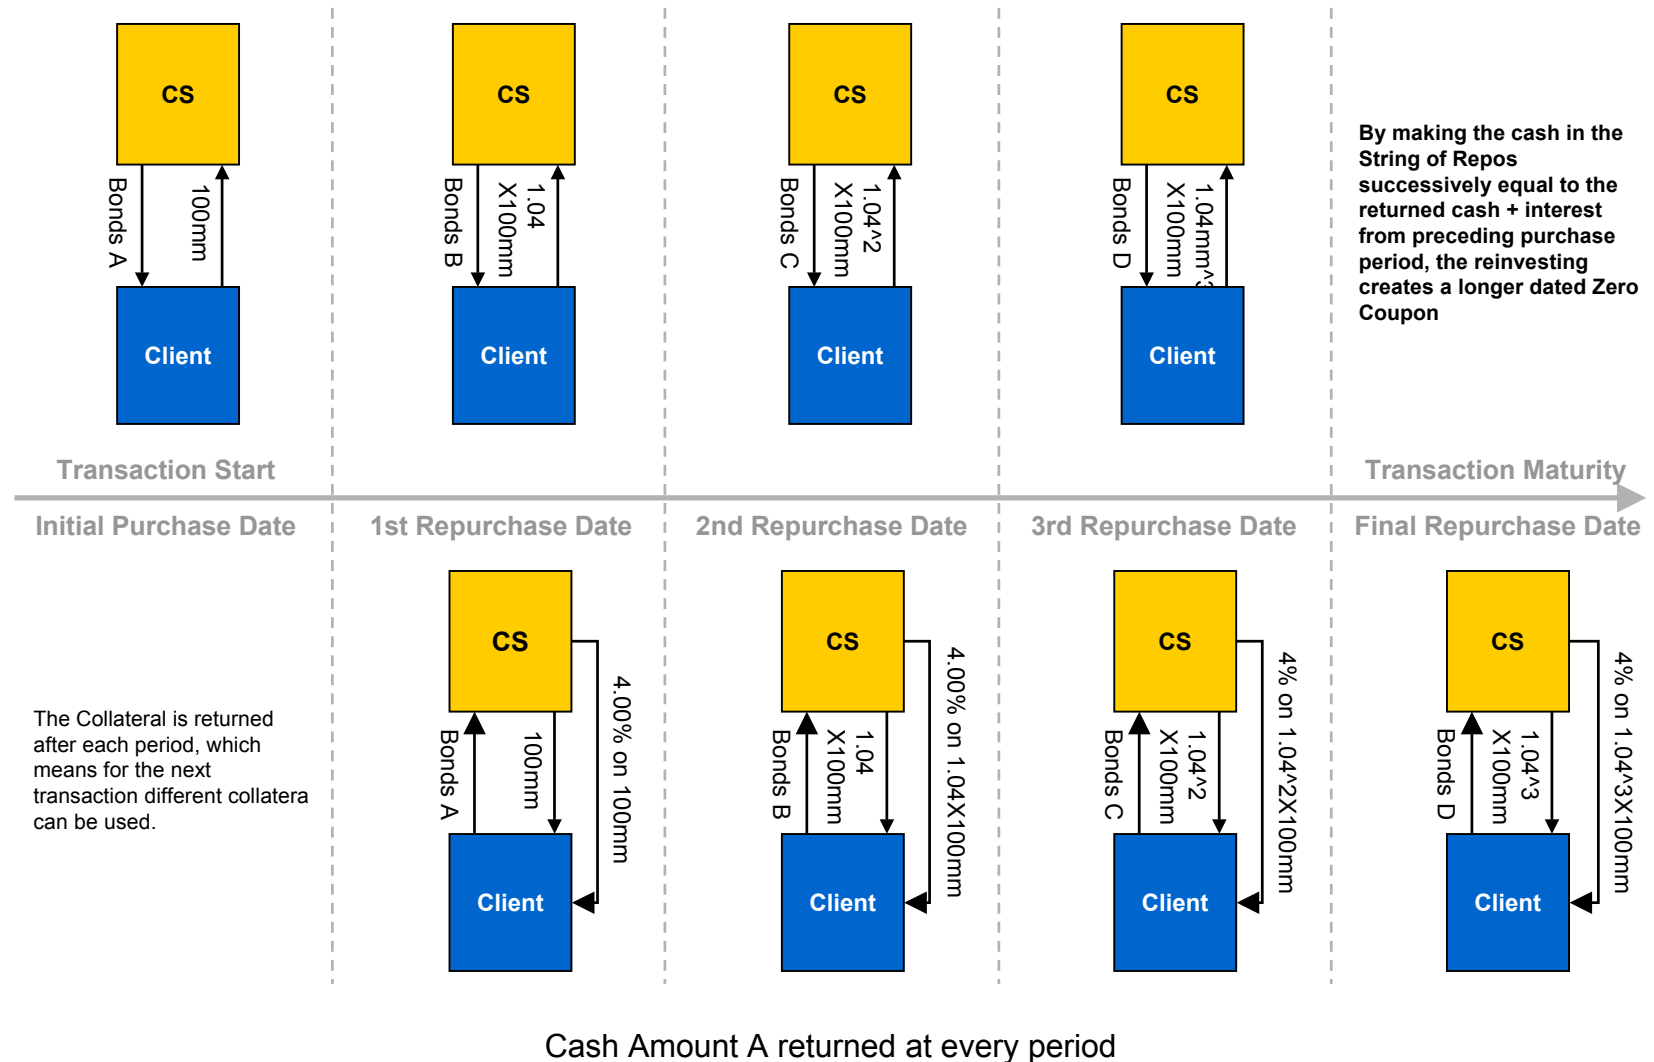 CS
Bonds A
100mm
Client
CS
Bonds B
1.04
X100mm
Client
CS
Bonds C
1.04^2
X100mm
Client
CS
Bonds D
1.04mm^3
X100mm
Client
By making the cash in the
String of Repos
successively equal to the
returned cash + interest
from preceding purchase
period, the reinvesting
creates a longer dated Zero
Coupon
Transaction Start
Transaction Maturity
Initial Purchase Date
1st Repurchase Date
2nd Repurchase Date
3rd Repurchase Date
Final Repurchase Date
The Collateral is returned
after each period, which
means for the next
transaction different collatera
can be used.
CS
Bonds A
100mm
4.00% on 100mm
Client
CS
Bonds B
1.04
X100mm
4.00% on 1.04X100mm
Client
CS
Bonds C
1.04^2
X100mm
4% on 1.04^2X100mm
Client
CS
Bonds D
1.04^3
X100mm
4% on 1.04^3X100mm
Client
Cash Amount A returned at every period